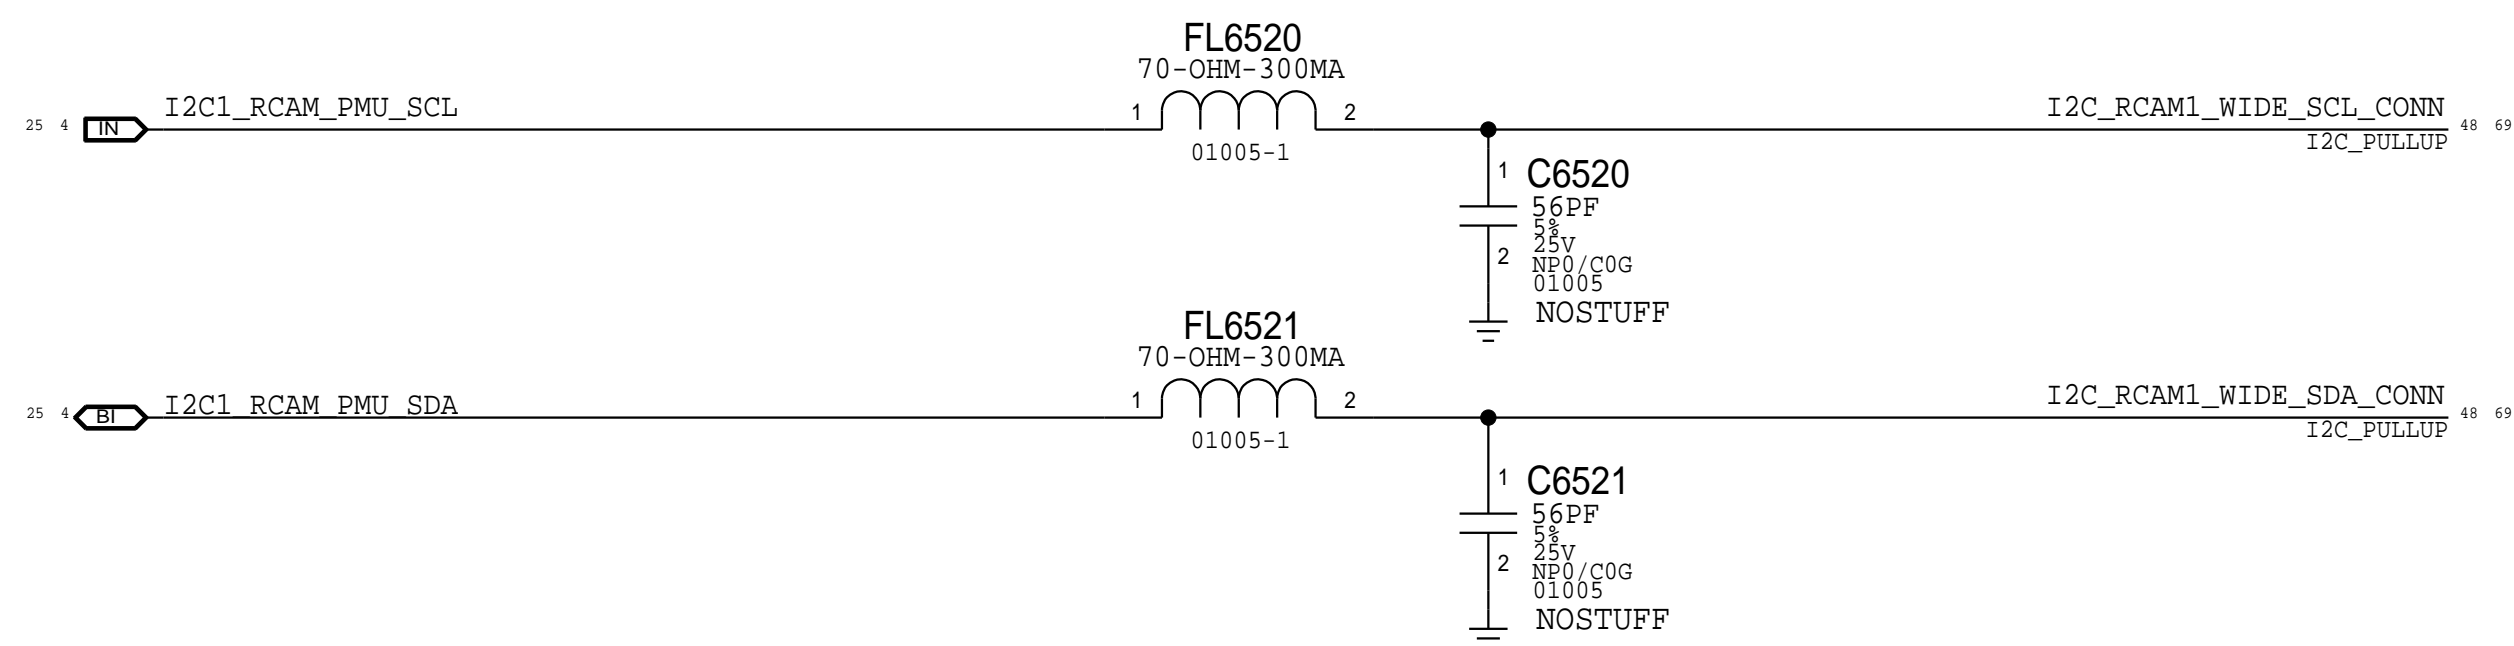 FL6520
70-OHM-300MA
I2C1_RCAM_PMU_SCL
I2C_RCAM1_WIDE_SCL_CONN
25 4 IN
1 2
48 69
I2C_PULLUP
01005-1
1 C6520
56PF
5%
25V
2 NP0/C0G
01005
NOSTUFF
FL6521
70-OHM-300MA
I2C1_RCAM_PMU_SDA
I2C_RCAM1_WIDE_SDA_CONN
25 4 BI
1 2
48 69
I2C_PULLUP
01005-1
1 C6521
56PF
5%
25V
2 NP0/C0G
01005
NOSTUFF